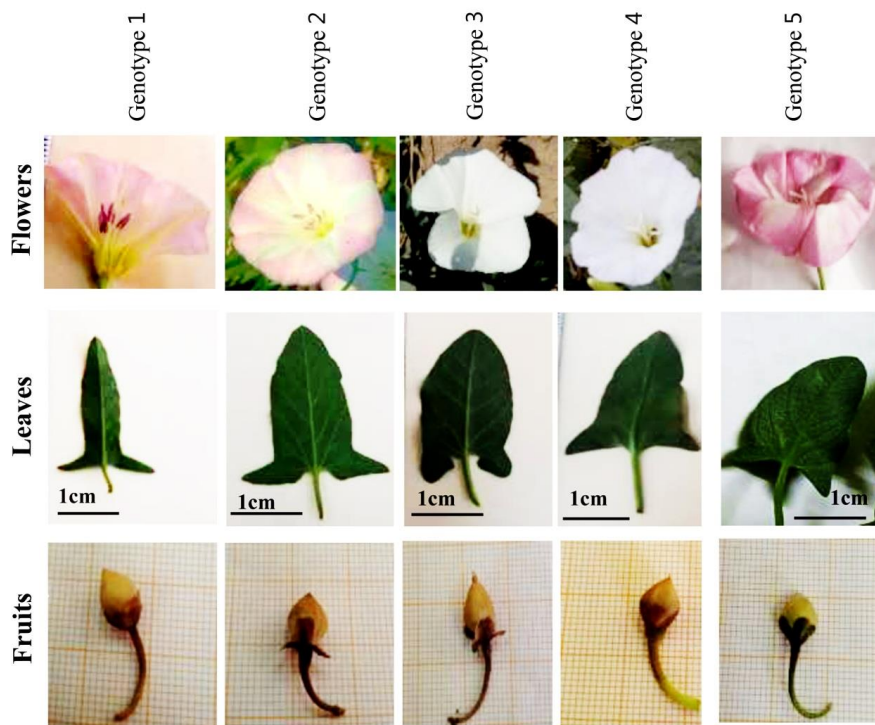 Genotype 1
Genotype 2
Genotype 3
Genotype 4
Genotype 5
Flowers
Leaves
1cm
1cm
1cm
1cm
1cm
Fruits